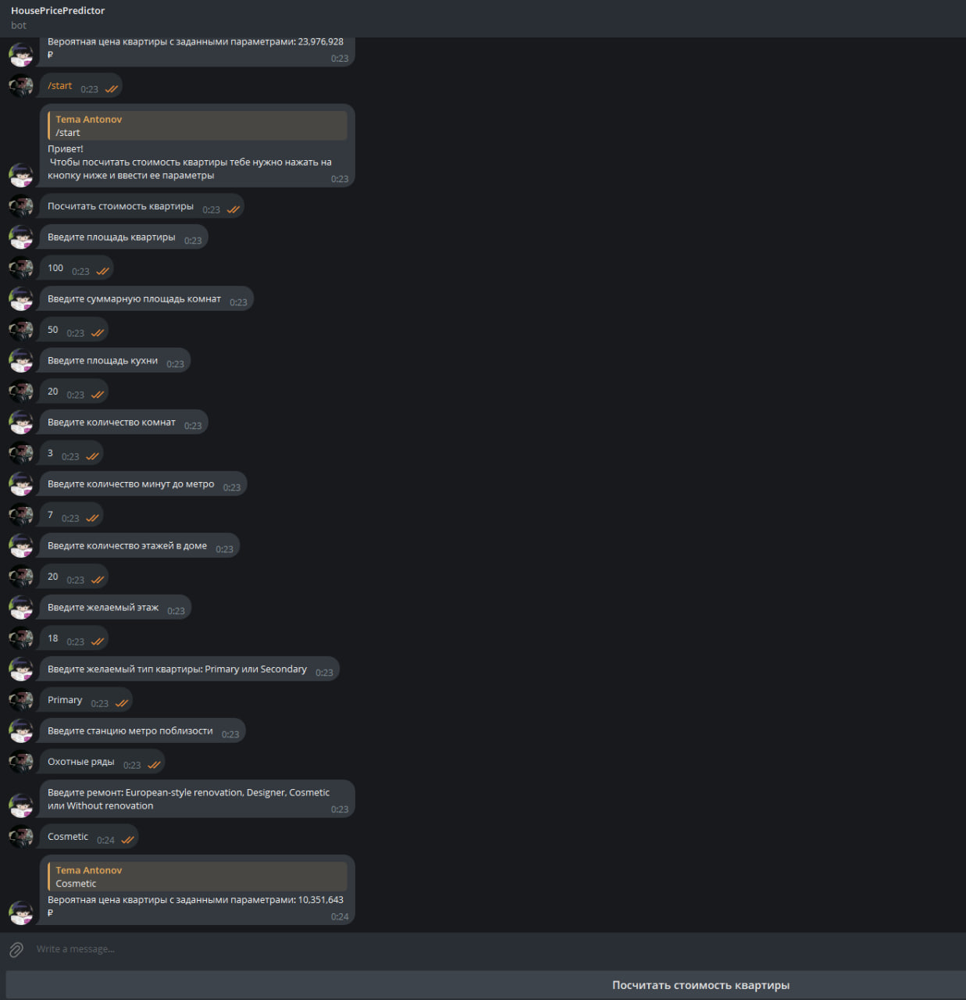 HousePricePredictor
bot
Вероятная цена квартиры с заданными параметрами: 23,976,928
₽
0:23
/start 0:23
Tema Antonov
/start
Привет!
Чтобы посчитать стоимость квартиры тебе нужно нажать на
кнопку ниже и ввести ее параметры
0:23
Посчитать стоимость квартиры 0:23
Введите площадь квартиры 0:23
100 0:23
Введите суммарную площадь комнат 0:23
50 0:23
Введите площадь кухни 0:23
20 0:23
Введите количество комнат 0:23
3 0:23
Введите количество минут до метро 0:23
7 0:23
Введите количество этажей в доме 0:23
20 0:23
Введите желаемый этаж 0:23
18 0:23
Введите желаемый тип квартиры: Primary или Secondary 0:23
Primary 0:23
Введите станцию метро поблизости 0:23
Охотные ряды 0:23
Введите ремонт: European-style renovation, Designer, Cosmetic
или Without renovation
0:23
Cosmetic 0:24
Tema Antonov
Cosmetic
Вероятная цена квартиры с заданными параметрами: 10,351,643
₽
0:24
Write a message...
Посчитать стоимость квартиры